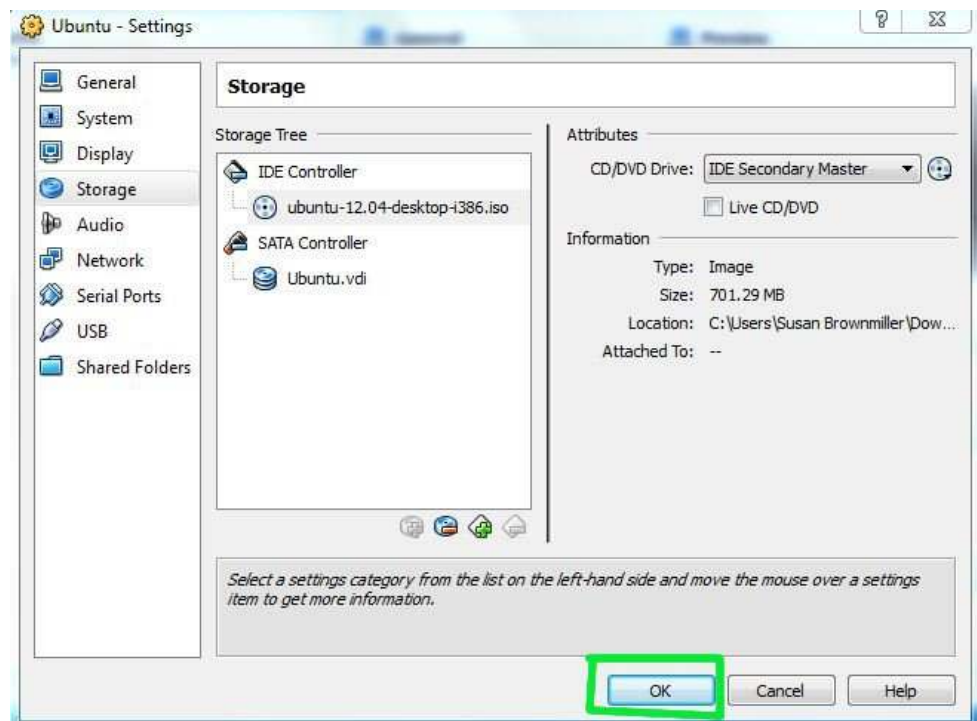 Ubuntu - Settings
General
System
Display
Storage
Audio
Network
Serial Ports
USB
Shared Folders
Storage
Storage Tree
IDE Controller
ubuntu-12.04-desktop-i386.iso
SATA Controller
Ubuntu.vdi
Attributes
CD/DVD Drive: IDE Secondary Master
Live CD/DVD
Information
Type: Image
Size: 701.29 MB
Location: C:\Users\Susan Brownmiller\Dow...
Attached To: --
Select a settings category from the list on the left-hand side and move the mouse over a settings
item to get more information.
OK Cancel Help